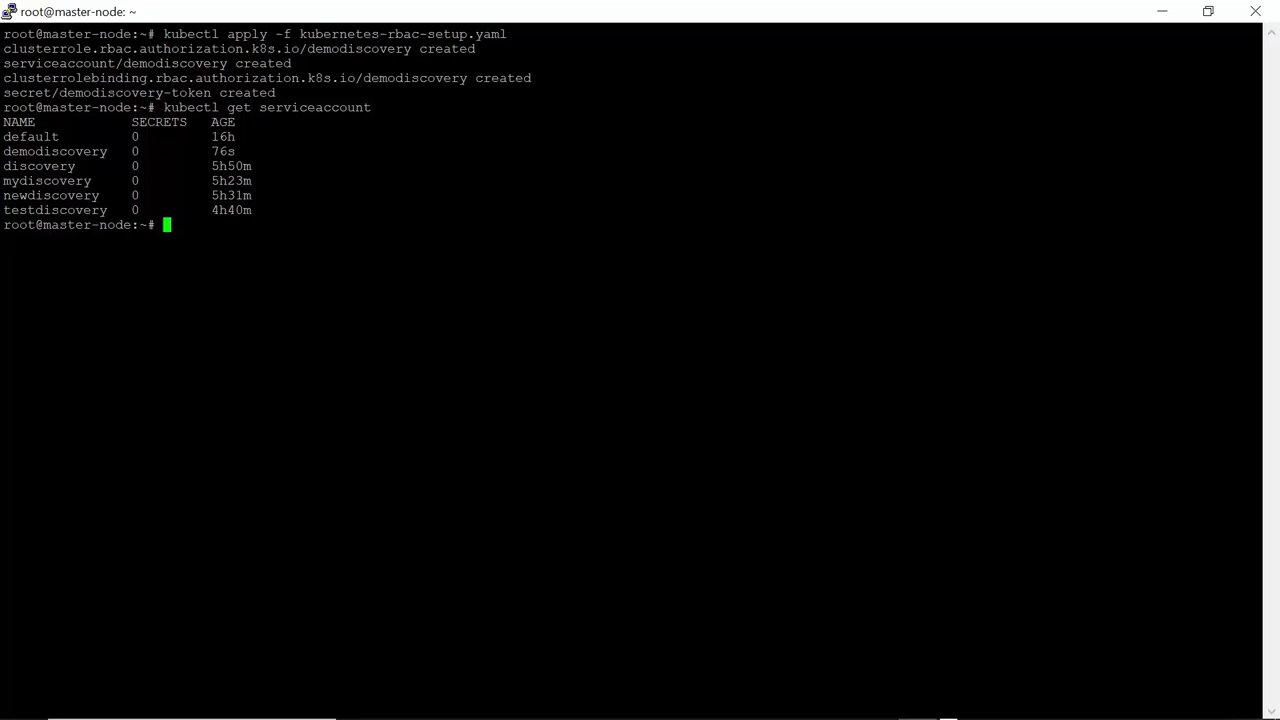 root@master-node: ~
root@master-node:~# kubectl apply -f kubernetes-rbac-setup.yaml
clusterrole.rbac.authorization.k8s.io/demodiscovery created
serviceaccount/demodiscovery created
clusterrolebinding.rbac.authorization.k8s.io/demodiscovery created
secret/demodiscovery-token created
root@master-node:~# kubectl get serviceaccount
NAME SECRETS AGE
default 0 16h
demodiscovery 0 76s
discovery 0 5h50m
mydiscovery 0 5h23m
newdiscovery 0 5h31m
testdiscovery 0 4h40m
root@master-node:~#